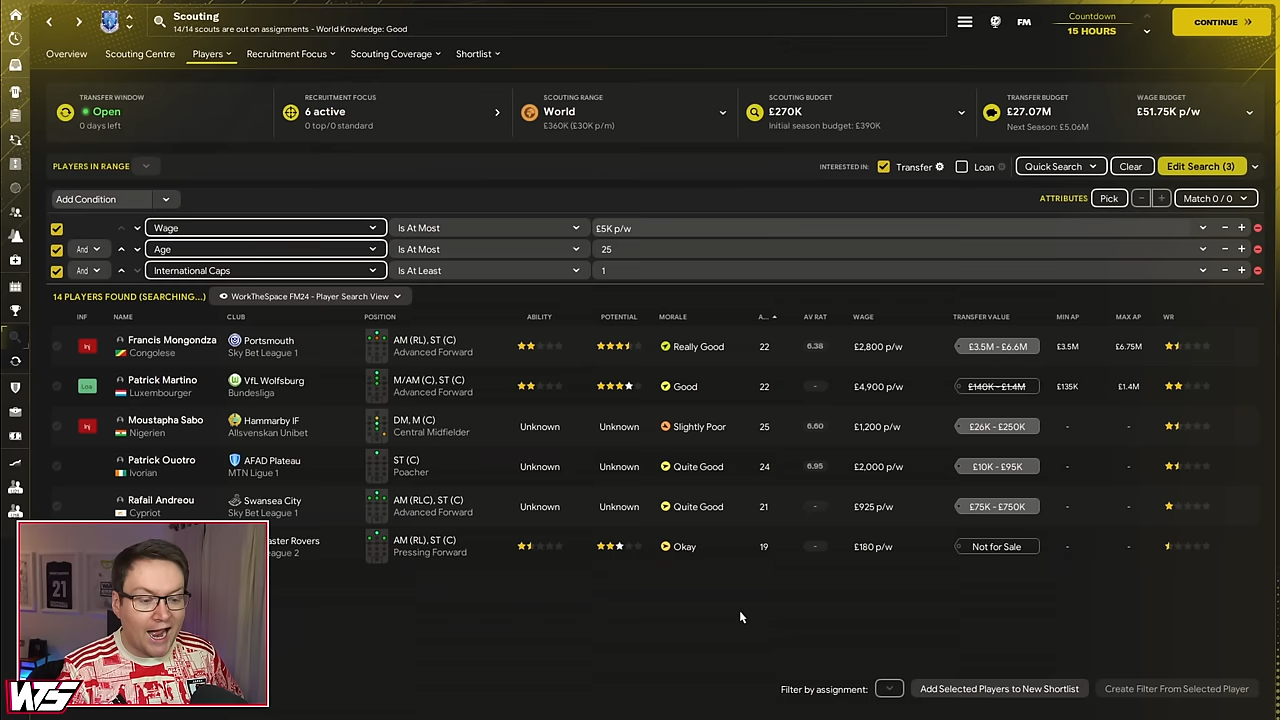 Scouting
14/14 scouts are out on assignments - World Knowledge: Good
FM
Countdown
15 HOURS
CONTINUE
Overview
Scouting Centre
Players
Recruitment Focus
Scouting Coverage
Shortlist
TRANSFER WINDOW
Open
0 days left
RECRUITMENT FOCUS
6 active
0 top/0 standard
SCOUTING RANGE
World
£360K (£30K p/m)
SCOUTING BUDGET
£270K
Initial season budget: £390K
TRANSFER BUDGET
£27.07M
Next Season: £5.06M
WAGE BUDGET
£51.75K p/w
PLAYERS IN RANGE
INTERESTED IN:
Transfer
Loan
Quick Search
Clear
Edit Search (3)
Add Condition
ATTRIBUTES
Pick
Match 0 / 0
Wage Is At Most £5K p/w
And Age Is At Most 25
And International Caps Is At Least 1
14 PLAYERS FOUND (SEARCHING...)
WorkTheSpace FM24 - Player Search View
INF NAME CLUB POSITION ABILITY POTENTIAL MORALE A... AV RAT WAGE TRANSFER VALUE MIN AP MAX AP WR
Inj Francis Mongondza Portsmouth AM (RL), ST (C) Really Good 22 6.38 £2,800 p/w £3.5M - £6.6M £3.5M £6.75M
Congolese Sky Bet League 1 Advanced Forward
Loa Patrick Martino VfL Wolfsburg M/AM (C), ST (C) Good 22 - £4,900 p/w £140K - £1.4M £135K £1.4M
Luxembourger Bundesliga Advanced Forward
Inj Moustapha Sabo Hammarby IF DM, M (C) Unknown Unknown Slightly Poor 25 6.60 £1,200 p/w £26K - £250K - -
Nigerien Allsvenskan Unibet Central Midfielder
Patrick Ouotro AFAD Plateau ST (C) Unknown Unknown Quite Good 24 6.95 £2,000 p/w £10K - £95K - -
Ivorian MTN Ligue 1 Poacher
Rafail Andreou Swansea City AM (RLC), ST (C) Unknown Unknown Quite Good 21 - £925 p/w £75K - £750K - -
Cypriot Sky Bet League 1 Advanced Forward
aster Rovers AM (RL), ST (C) Okay 19 - £180 p/w Not for Sale - -
eague 2 Pressing Forward
21
WTS
Filter by assignment:
Add Selected Players to New Shortlist
Create Filter From Selected Player